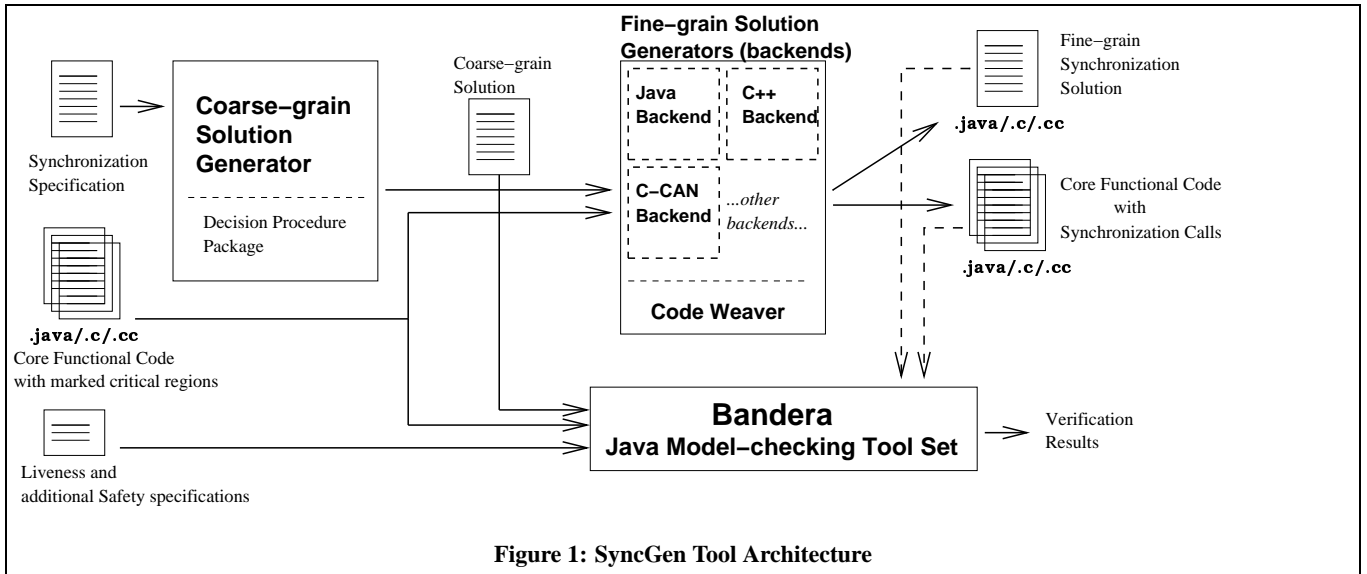 Fine−grain Solution
Generators (backends)
Coarse−grain
Solution
Fine−grain
Synchronization
Solution
Java
Backend
C++
Backend
Coarse−grain
Solution
Generator
.java/.c/.cc
Synchronization
Specification
C−CAN
Backend
...other
backends...
Core Functional Code
with
Synchronization Calls
Decision Procedure
Package
.java/.c/.cc
Code Weaver
.java/.c/.cc
Core Functional Code
with marked critical regions
Bandera
Java Model−checking Tool Set
Verification
Results
Liveness and
additional Safety specifications
Figure 1: SyncGen Tool Architecture